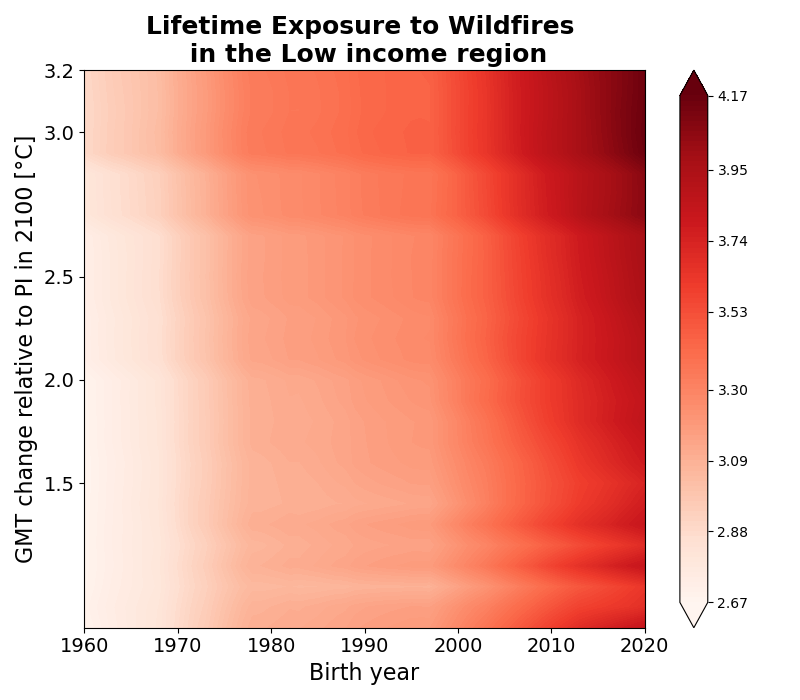 Lifetime Exposure to Wildfires
in the Low income region
GMT change relative to PI in 2100 [°C]
3.2
3.0
2.5
2.0
1.5
1960 1970 1980 1990 2000 2010 2020
Birth year
4.17
3.95
3.74
3.53
3.30
3.09
2.88
2.67